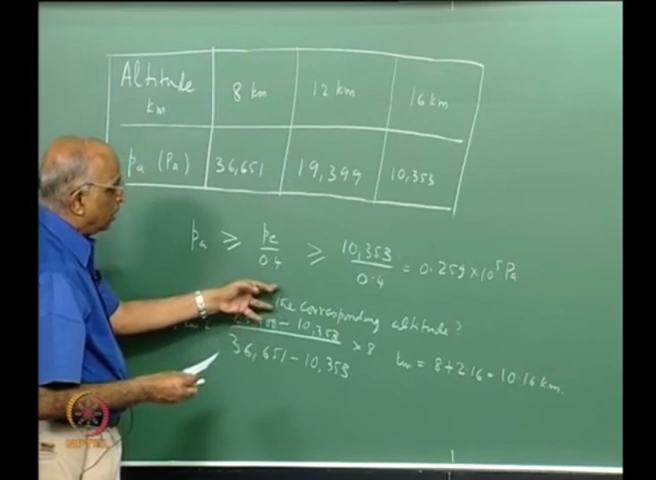 Altitude km 8 km 12 km 16 km
Pa (Pa) 36,651 19,399 10,353
Pa ≥ Pe/0.4 ≥ 10,353/0.4 = 0.259 × 10^5 Pa
the corresponding altitude?
- 10,353 / 36,651 - 10,353 × 8 = 8 + 2.16 = 10.16 km.
NPTEL